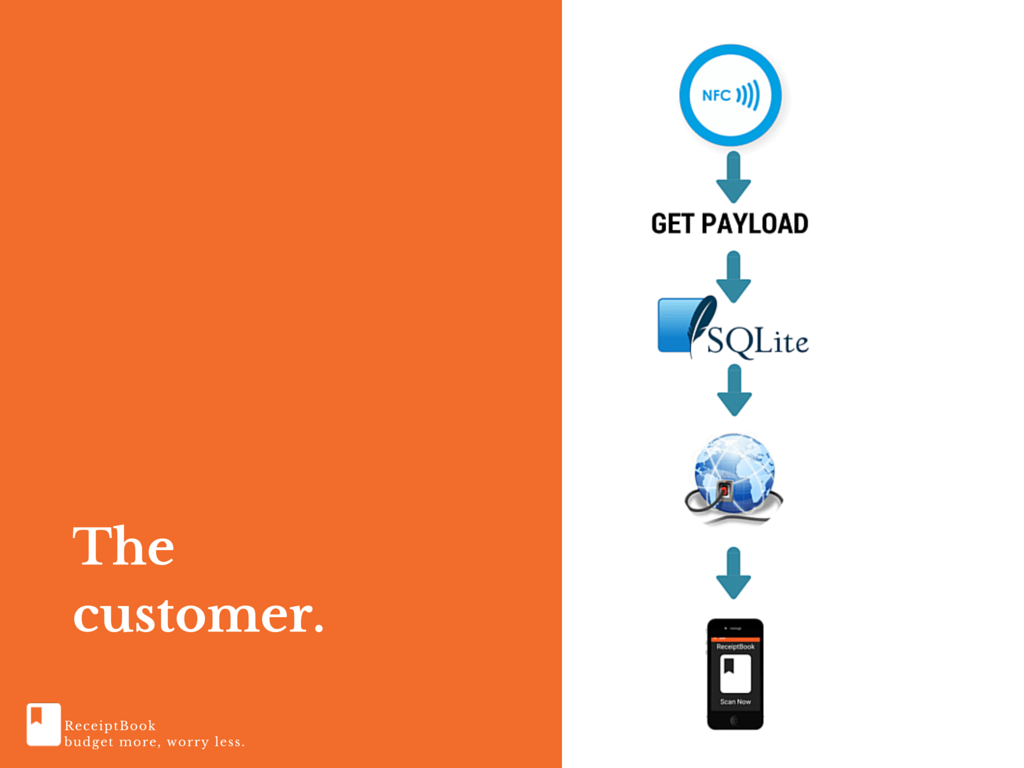 The
customer.
ReceiptBook
budget more, worry less.
NFC
GET PAYLOAD
SQLite
ReceiptBook
Scan Now